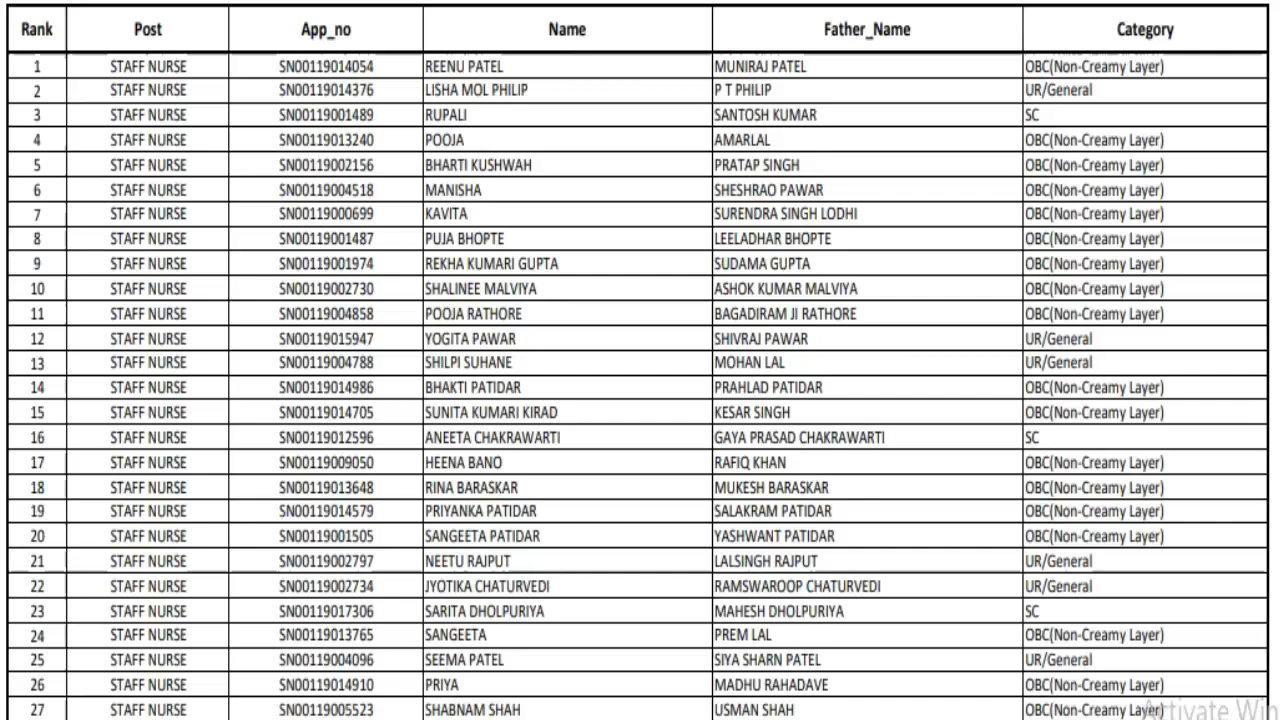 Rank Post App_no Name Father_Name Category
1 STAFF NURSE SN00119014054 REENU PATEL MUNIRAJ PATEL OBC(Non-Creamy Layer)
2 STAFF NURSE SN00119014376 LISHA MOL PHILIP P T PHILIP UR/General
3 STAFF NURSE SN00119001489 RUPALI SANTOSH KUMAR SC
4 STAFF NURSE SN00119013240 POOJA AMARLAL OBC(Non-Creamy Layer)
5 STAFF NURSE SN00119002156 BHARTI KUSHWAH PRATAP SINGH OBC(Non-Creamy Layer)
6 STAFF NURSE SN00119004518 MANISHA SHESHRAO PAWAR OBC(Non-Creamy Layer)
7 STAFF NURSE SN00119000699 KAVITA SURENDRA SINGH LODHI OBC(Non-Creamy Layer)
8 STAFF NURSE SN00119001487 PUJA BHOPTE LEELADHAR BHOPTE OBC(Non-Creamy Layer)
9 STAFF NURSE SN00119001974 REKHA KUMARI GUPTA SUDAMA GUPTA OBC(Non-Creamy Layer)
10 STAFF NURSE SN00119002730 SHALINEE MALVIYA ASHOK KUMAR MALVIYA OBC(Non-Creamy Layer)
11 STAFF NURSE SN00119004858 POOJA RATHORE BAGADIRAM JI RATHORE OBC(Non-Creamy Layer)
12 STAFF NURSE SN00119015947 YOGITA PAWAR SHIVRAJ PAWAR UR/General
13 STAFF NURSE SN00119004788 SHILPI SUHANE MOHAN LAL UR/General
14 STAFF NURSE SN00119014986 BHAKTI PATIDAR PRAHLAD PATIDAR OBC(Non-Creamy Layer)
15 STAFF NURSE SN00119014705 SUNITA KUMARI KIRAD KESAR SINGH OBC(Non-Creamy Layer)
16 STAFF NURSE SN00119012596 ANEETA CHAKRAWARTI GAYA PRASAD CHAKRAWARTI SC
17 STAFF NURSE SN00119009050 HEENA BANO RAFIQ KHAN OBC(Non-Creamy Layer)
18 STAFF NURSE SN00119013648 RINA BARASKAR MUKESH BARASKAR OBC(Non-Creamy Layer)
19 STAFF NURSE SN00119014579 PRIYANKA PATIDAR SALAKRAM PATIDAR OBC(Non-Creamy Layer)
20 STAFF NURSE SN00119001505 SANGEETA PATIDAR YASHWANT PATIDAR OBC(Non-Creamy Layer)
21 STAFF NURSE SN00119002797 NEETU RAJPUT LALSINGH RAJPUT UR/General
22 STAFF NURSE SN00119002734 JYOTIKA CHATURVEDI RAMSWAROOP CHATURVEDI UR/General
23 STAFF NURSE SN00119017306 SARITA DHOLPURIYA MAHESH DHOLPURIYA SC
24 STAFF NURSE SN00119013765 SANGEETA PREM LAL OBC(Non-Creamy Layer)
25 STAFF NURSE SN00119004096 SEEMA PATEL SIYA SHARN PATEL UR/General
26 STAFF NURSE SN00119014910 PRIYA MADHU RAHADAVE OBC(Non-Creamy Layer)
27 STAFF NURSE SN00119005523 SHABNAM SHAH USMAN SHAH OBC(Non-Creamy Layer)
Activate Win